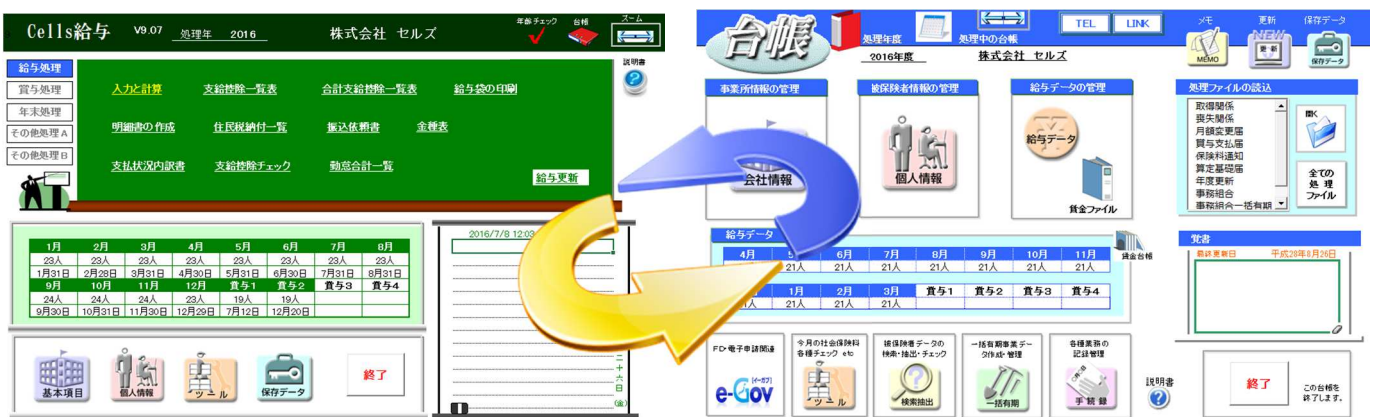 Cells給与 V9.07 処理年 2016 株式会社 セルズ
年齢チェック 台帳 ズーム
給与処理
賞与処理
年末処理
その他処理A
その他処理B
入力と計算 支給控除一覧表 合計支給控除一覧表 給与袋の印刷
明細書の作成 住民税納付一覧 振込依頼書 金種表
支払状況内訳書 支給控除チェック 勤怠合計一覧
給与更新
説明書
1月 2月 3月 4月 5月 6月 7月 8月
23人 23人 23人 23人 23人 23人 23人 23人
1月31日 2月28日 3月31日 4月30日 5月31日 6月30日 7月31日 8月31日
9月 10月 11月 12月 賞与1 賞与2 賞与3 賞与4
24人 24人 24人 23人 19人 19人
9月30日 10月31日 11月30日 12月29日 7月12日 12月20日
2016/7/8 12:03
二
十
六
日
(金)
基本項目 個人情報 ツール 保存データ
終了
台帳
処理年度
2016年度
処理中の台帳
株式会社 セルズ
TEL LINK
メモ 更新 保存データ
MEMO NEW 更新 保存データ
事業所情報の管理 被保険者情報の管理 給与データの管理
会社情報 個人情報 給与データ
賃金ファイル
処理ファイルの読込
取得関係
喪失関係
月額変更届
賞与支払届
保険料通知
算定基礎届
年度更新
事務組合
事務組合一括有期
開く
全ての
処 理
ファイル
給与データ
4月 5 6月 7月 8月 9月 10月 11月
21人 21人 21人 21人 21人 21人 21人
1月 2月 3月 賞与1 賞与2 賞与3 賞与4
人 21人 21人 21人
賃金台帳
覚書
最終更新日 平成28年8月26日
FD・電子申請関連
e-Gov
[イーガブ]
今月の社会保険料
各種チェック etc
ツール
被保険者データの
検索・抽出・チェック
検索抽出
一括有期事業デー
タ作成・管理
一括有期
各種業務の
記録管理
手続録
説明書
終了
この台帳を
終了します。